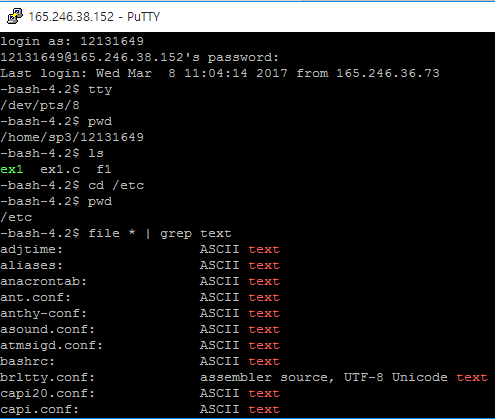 165.246.38.152 - PuTTY
login as: 12131649
12131649@165.246.38.152's password:
Last login: Wed Mar  8 11:04:14 2017 from 165.246.36.73
-bash-4.2$ tty
/dev/pts/8
-bash-4.2$ pwd
/home/sp3/12131649
-bash-4.2$ ls
ex1  ex1.c  f1
-bash-4.2$ cd /etc
-bash-4.2$ pwd
/etc
-bash-4.2$ file * | grep text
adjtime:                 ASCII text
aliases:                 ASCII text
anacrontab:              ASCII text
ant.conf:                ASCII text
anthy-conf:              ASCII text
asound.conf:             ASCII text
atmsigd.conf:            ASCII text
bashrc:                  ASCII text
brltty.conf:             assembler source, UTF-8 Unicode text
capi20.conf:             ASCII text
capi.conf:               ASCII text